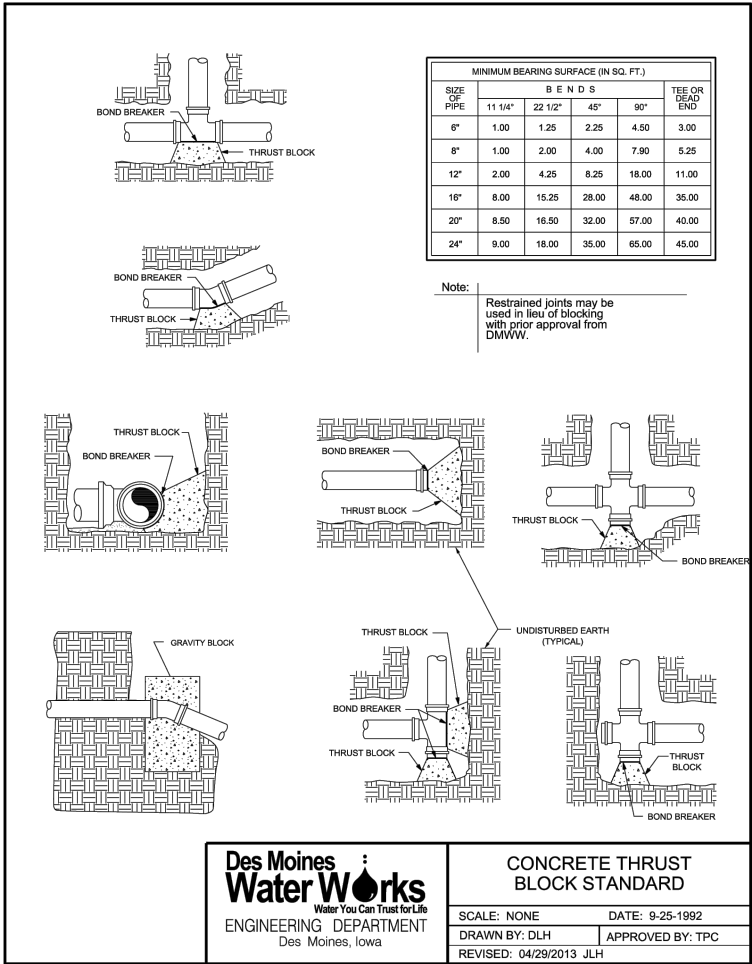 BOND BREAKER
THRUST BLOCK
MINIMUM BEARING SURFACE (IN SQ. FT.)
SIZE OF PIPE
BENDS
TEE OR DEAD END
11 1/4° 22 1/2° 45° 90°
6" 1.00 1.25 2.25 4.50 3.00
8" 1.00 2.00 4.00 7.90 5.25
12" 2.00 4.25 8.25 18.00 11.00
16" 8.00 15.25 28.00 48.00 35.00
20" 8.50 16.50 32.00 57.00 40.00
24" 9.00 18.00 35.00 65.00 45.00
BOND BREAKER
THRUST BLOCK
Note:
Restrained joints may be
used in lieu of blocking
with prior approval from
DMWW.
THRUST BLOCK
BOND BREAKER
BOND BREAKER
THRUST BLOCK
THRUST BLOCK
BOND BREAKER
GRAVITY BLOCK
THRUST BLOCK
UNDISTURBED EARTH
(TYPICAL)
BOND BREAKER
THRUST BLOCK
THRUST
BLOCK
BOND BREAKER
Des Moines
Water Works
Water You Can Trust for Life
ENGINEERING DEPARTMENT
Des Moines, Iowa
CONCRETE THRUST
BLOCK STANDARD
SCALE: NONE DATE: 9-25-1992
DRAWN BY: DLH APPROVED BY: TPC
REVISED: 04/29/2013 JLH